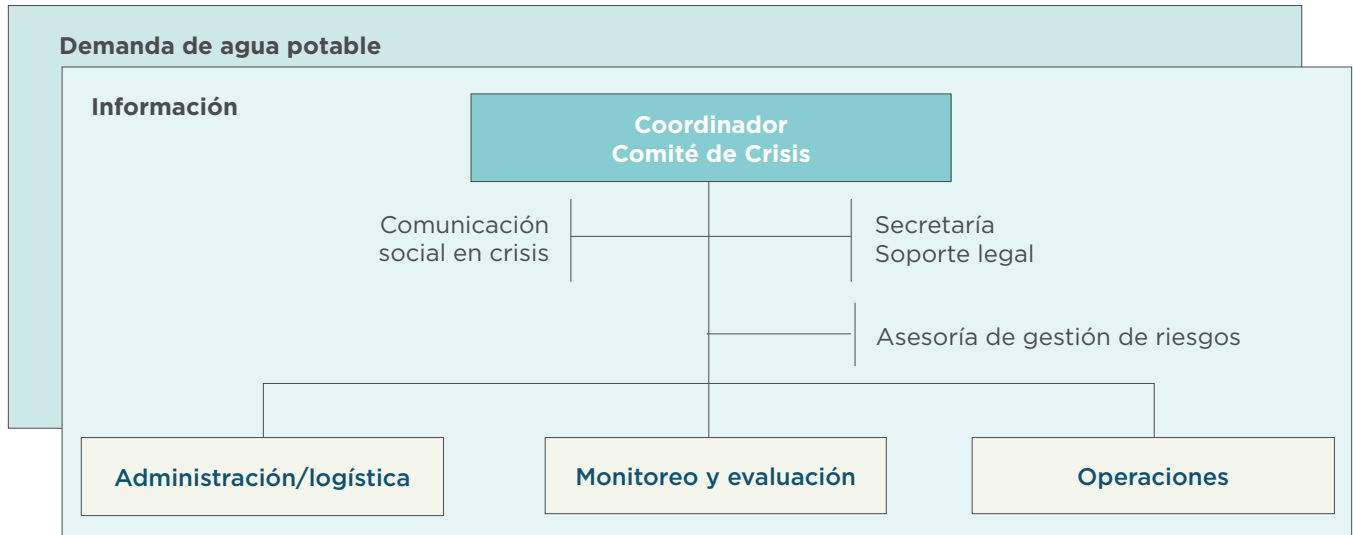 Demanda de agua potable
Información
Coordinador
Comité de Crisis
Comunicación
social en crisis
Secretaría
Soporte legal
Asesoría de gestión de riesgos
Administración/logística
Monitoreo y evaluación
Operaciones